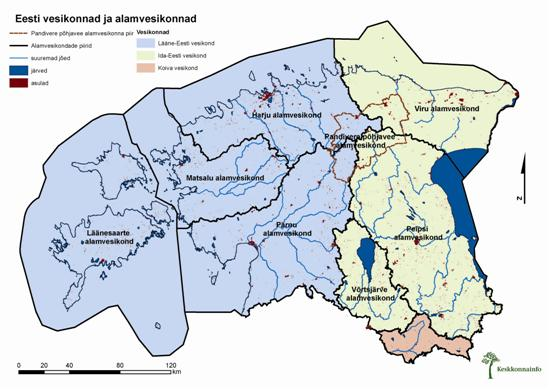 Eesti vesikonnad ja alamvesikonnad
Pandivere põhjavee alamvesikonna piir
Alamvesikondade piirid
suuremad jõed
järved
asulad
Vesikonnad
Lääne-Eesti vesikond
Ida-Eesti vesikond
Koiva vesikond
Harju alamvesikond
Viru alamvesikond
Pandivere põhjavee
alamvesikond
Matsalu alamvesikond
Läänesaarte
alamvesikond
Pärnu
alamvesikond
Peipsi
alamvesikond
Võrtsjärve
alamvesikond
N
0 20 40 60 80 100 120
km
Keskkonnainfo